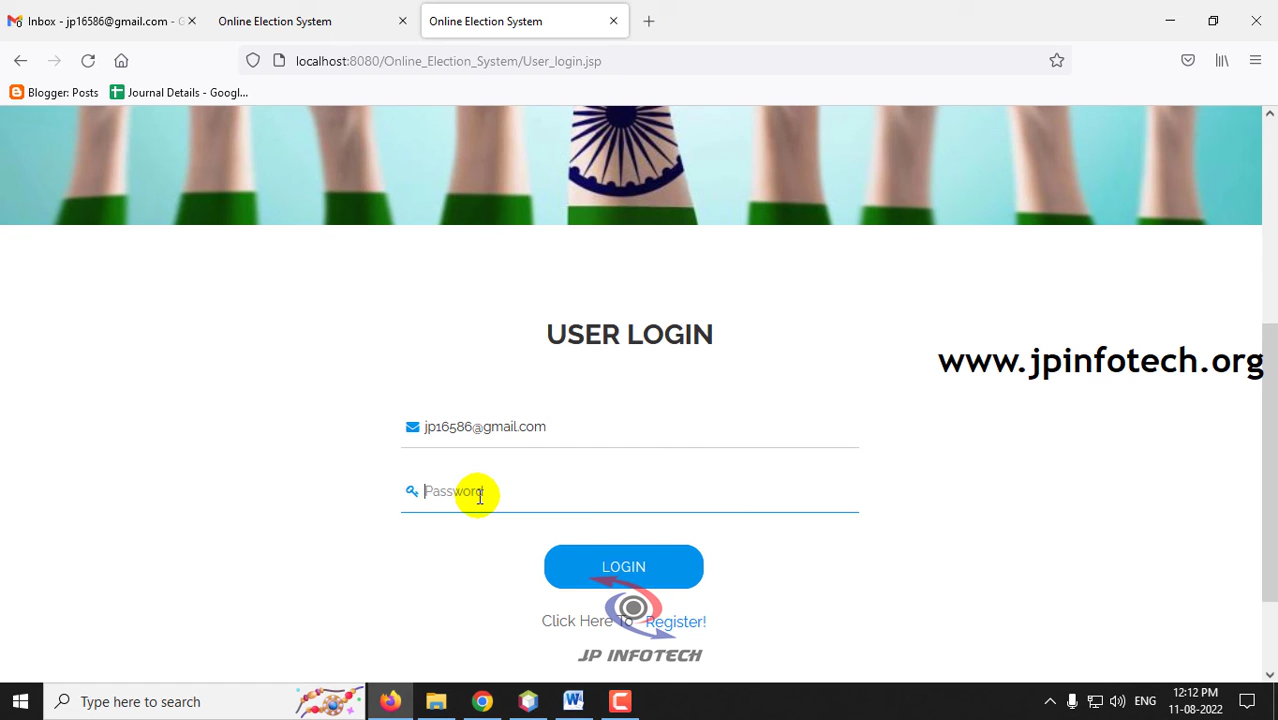 Inbox - jp16586@gmail.com - G
Online Election System
Online Election System
localhost:8080/Online_Election_System/User_login.jsp
Blogger: Posts
Journal Details - Googl...
USER LOGIN
www.jpinfotech.org
jp16586@gmail.com
Password
LOGIN
Click Here To Register!
JP INFOTECH
Type here to search
ENG
12:12 PM
11-08-2022